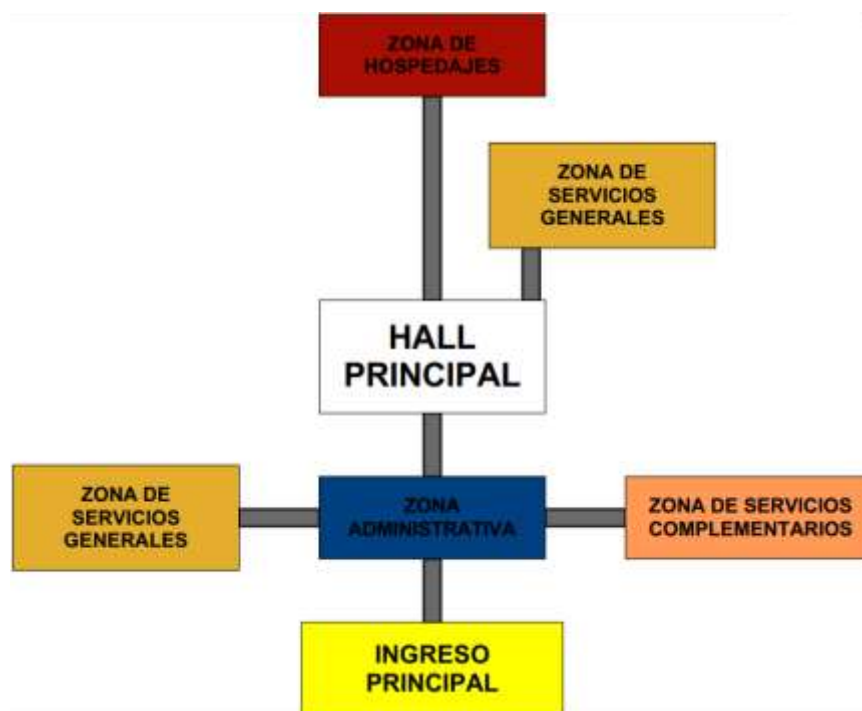 ZONA DE
HOSPEDAJES
ZONA DE
SERVICIOS
GENERALES
HALL
PRINCIPAL
ZONA DE
SERVICIOS
GENERALES
ZONA
ADMINISTRATIVA
ZONA DE SERVICIOS
COMPLEMENTARIOS
INGRESO
PRINCIPAL